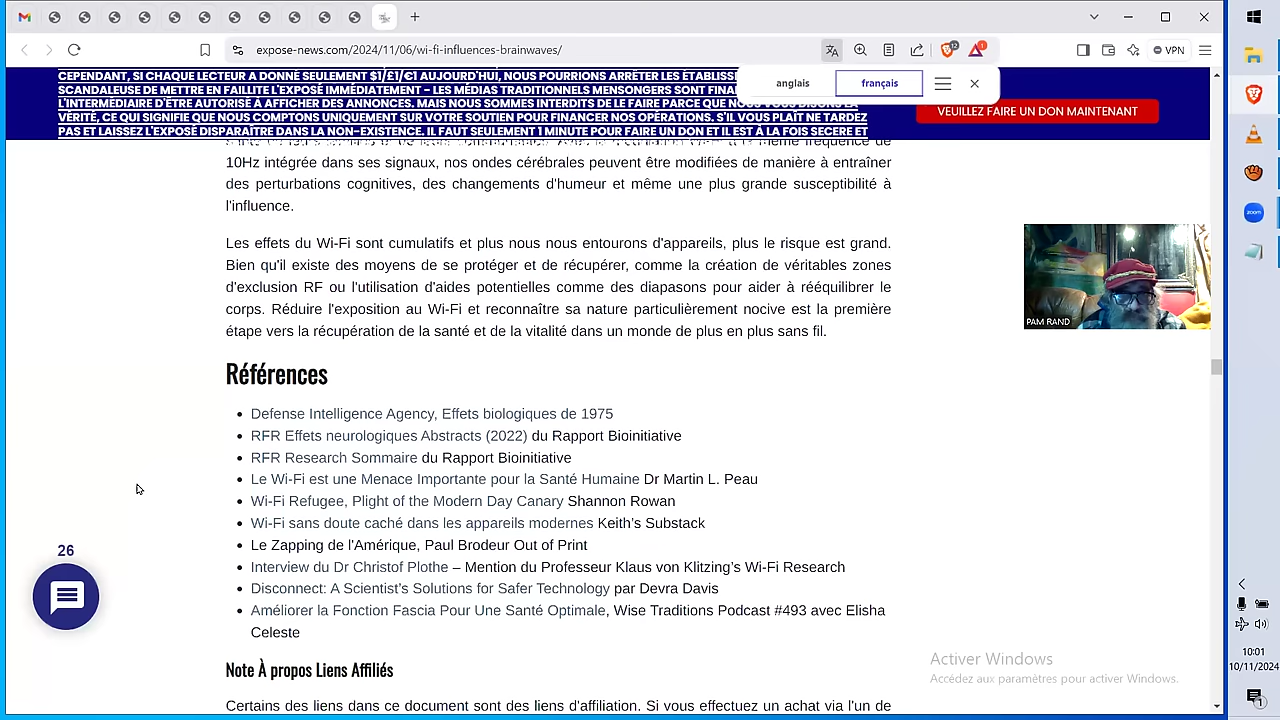 expose-news.com/2024/11/06/wi-fi-influences-brainwaves/
VPN
CEPENDANT, SI CHAQUE LECTEUR A DONNÉ SEULEMENT $1/£1/€1 AUJOURD'HUI, NOUS POURRIONS ARRÊTER LES ÉTABLISS
SCANDALEUSE DE METTRE EN FAILITE L'EXPOSÉ IMMÉDIATEMENT - LES MÉDIAS TRADITIONNELS MENSONGERS SONT FINA
L'INTERMÉDIAIRE D'ÊTRE AUTORISÉ À AFFICHER DES ANNONCES. MAIS NOUS SOMMES INTERDITS DE LE FAIRE PARCE QUE NOUS DISONS LA
VÉRITÉ, CE QUI SIGNIFIE QUE NOUS COMPTONS UNIQUEMENT SUR VOTRE SOUTIEN POUR FINANCER NOS OPÉRATIONS. S'IL VOUS PLAÎT NE TARDEZ
PAS ET LAISSEZ L'EXPOSÉ DISPARAÎTRE DANS LA NON-EXISTENCE. IL FAUT SEULEMENT 1 MINUTE POUR FAIRE UN DON ET IL EST À LA FOIS SECERE ET
anglais
français
VEUILLEZ FAIRE UN DON MAINTENANT
même fréquence de
10Hz intégrée dans ses signaux, nos ondes cérébrales peuvent être modifiées de manière à entraîner
des perturbations cognitives, des changements d'humeur et même une plus grande susceptibilité à
l'influence.
Les effets du Wi-Fi sont cumulatifs et plus nous nous entourons d'appareils, plus le risque est grand.
Bien qu'il existe des moyens de se protéger et de récupérer, comme la création de véritables zones
d'exclusion RF ou l'utilisation d'aides potentielles comme des diapasons pour aider à rééquilibrer le
corps. Réduire l'exposition au Wi-Fi et reconnaître sa nature particulièrement nocive est la première
étape vers la récupération de la santé et de la vitalité dans un monde de plus en plus sans fil.
PAM RAND
Références
Defense Intelligence Agency, Effets biologiques de 1975
RFR Effets neurologiques Abstracts (2022) du Rapport Bioinitiative
RFR Research Sommaire du Rapport Bioinitiative
Le Wi-Fi est une Menace Importante pour la Santé Humaine Dr Martin L. Peau
Wi-Fi Refugee, Plight of the Modern Day Canary Shannon Rowan
Wi-Fi sans doute caché dans les appareils modernes Keith's Substack
Le Zapping de l'Amérique, Paul Brodeur Out of Print
Interview du Dr Christof Plothe – Mention du Professeur Klaus von Klitzing's Wi-Fi Research
Disconnect: A Scientist's Solutions for Safer Technology par Devra Davis
Améliorer la Fonction Fascia Pour Une Santé Optimale, Wise Traditions Podcast #493 avec Elisha
Celeste
26
Note À propos Liens Affiliés
Certains des liens dans ce document sont des liens d'affiliation. Si vous effectuez un achat via l'un de
Activer Windows
Accédez aux paramètres pour activer Windows.
zoom
10:01
10/11/2024